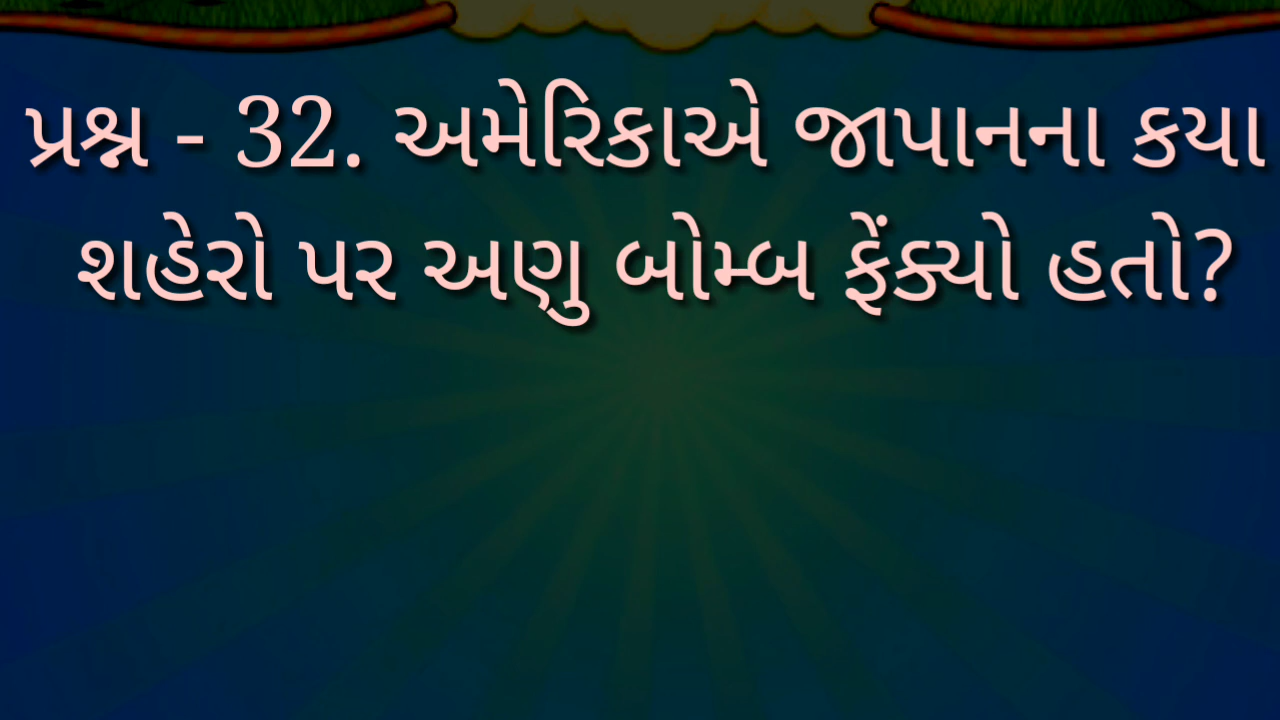 પ્રશ્ન - 32. અમેરિકાએ જાપાનના કયા
શહેરો પર અણુ બોમ્બ ફેંક્યો હતો?